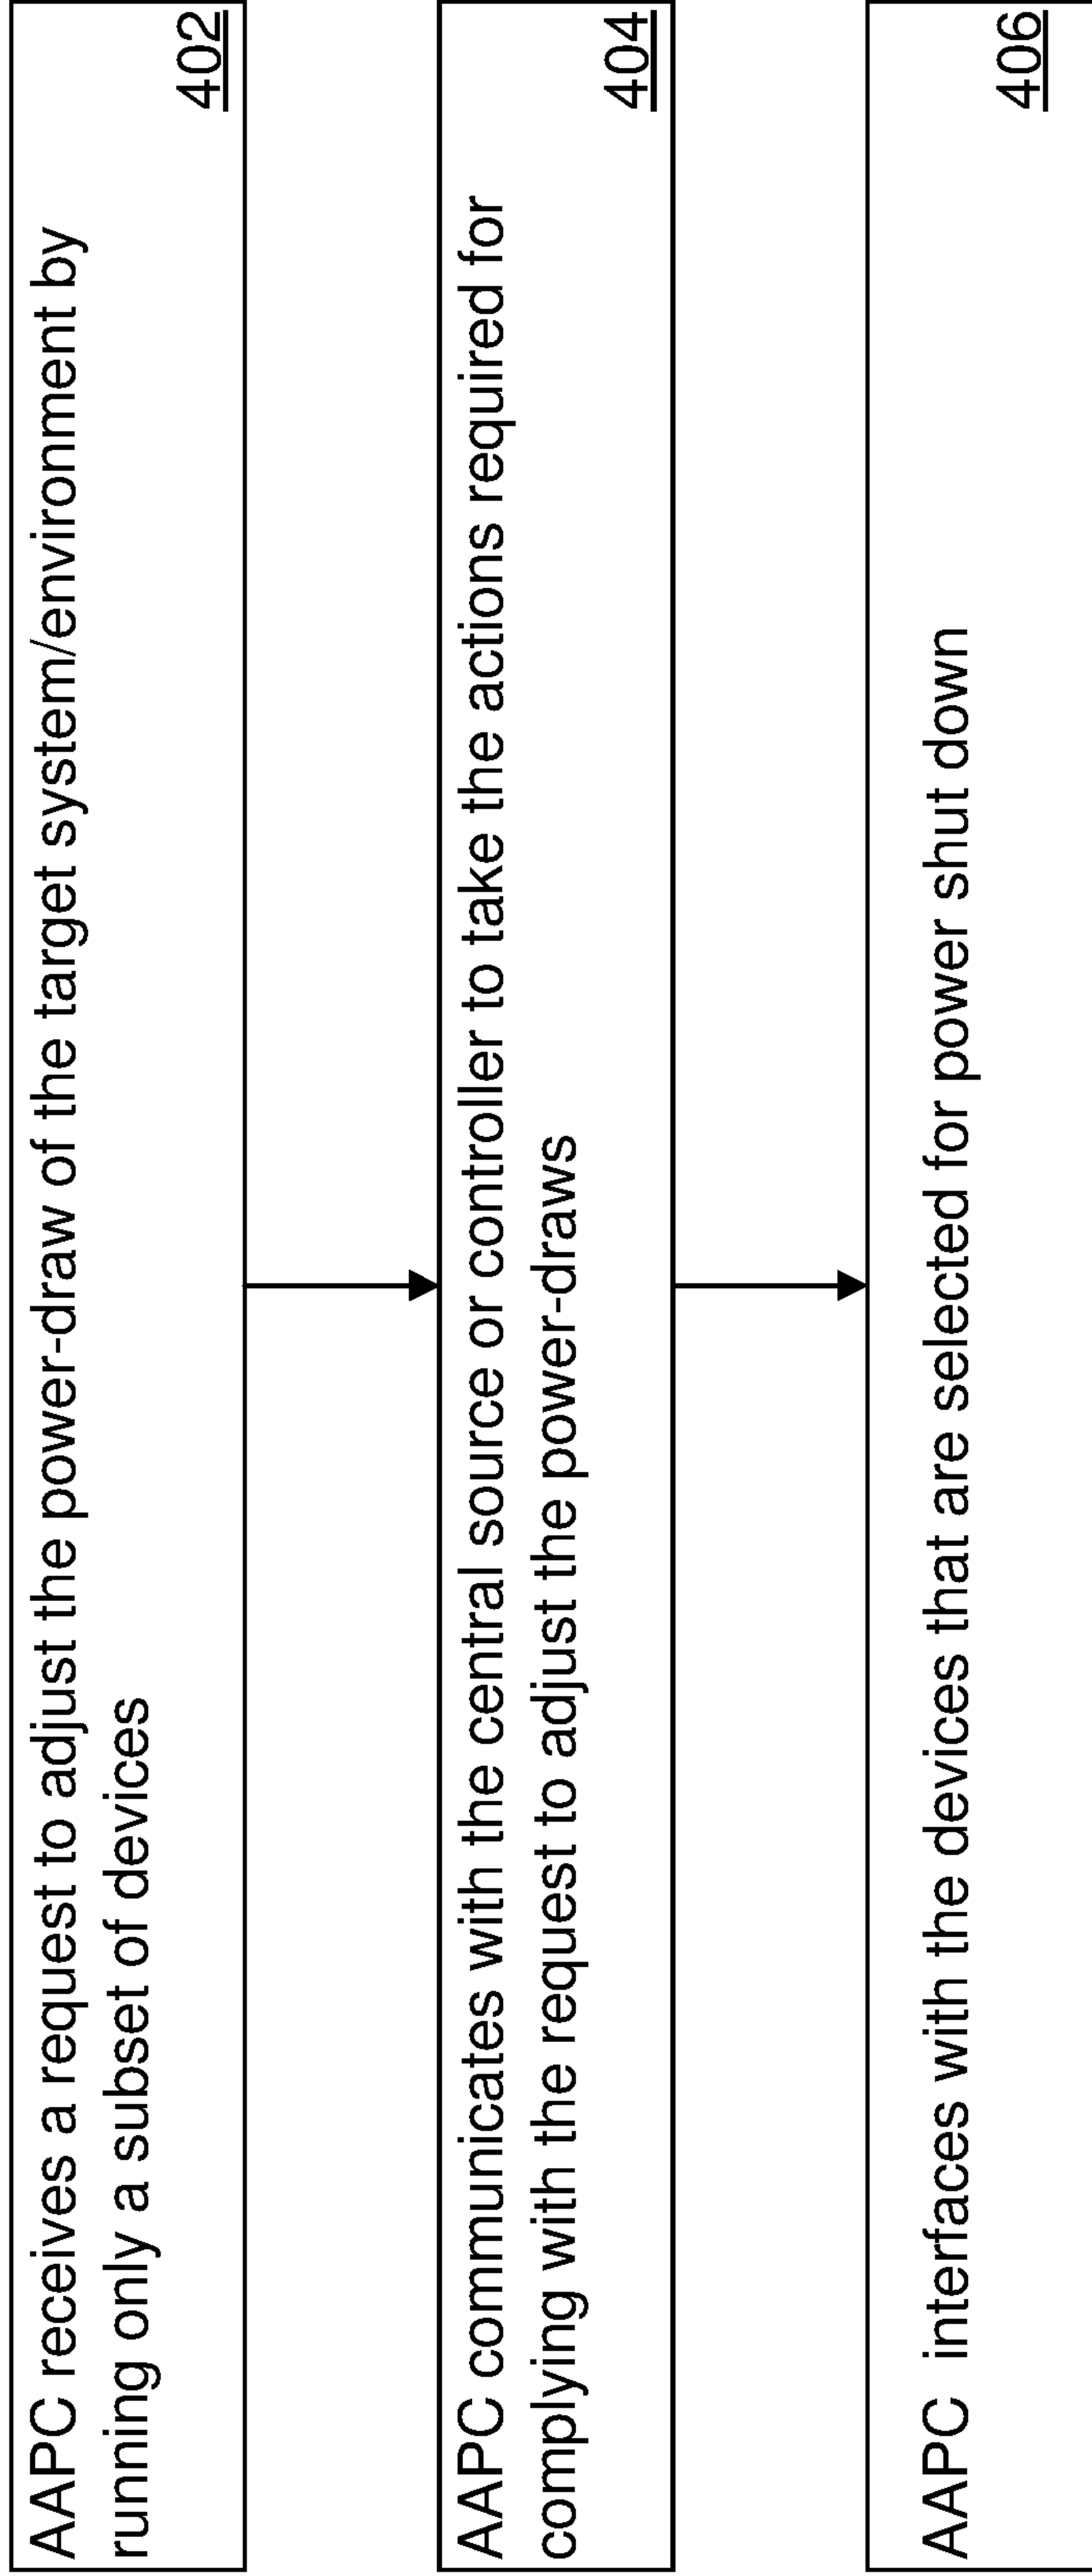 AAPC receives a request to adjust the power-draw of the target system/environment by
running only a subset of devices
402
AAPC communicates with the central source or controller to take the actions required for
complying with the request to adjust the power-draws
404
AAPC interfaces with the devices that are selected for power shut down
406